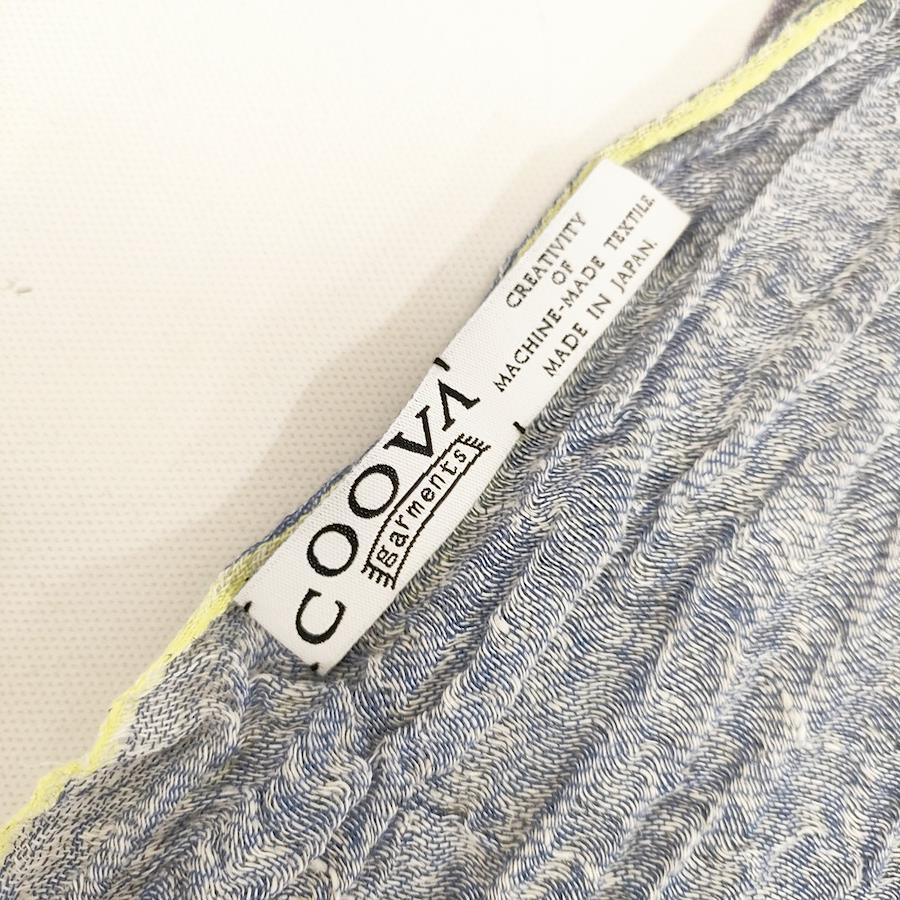 COOVA
garments
CREATIVITY
OF
MACHINE-MADE TEXTILE.
MADE IN JAPAN.